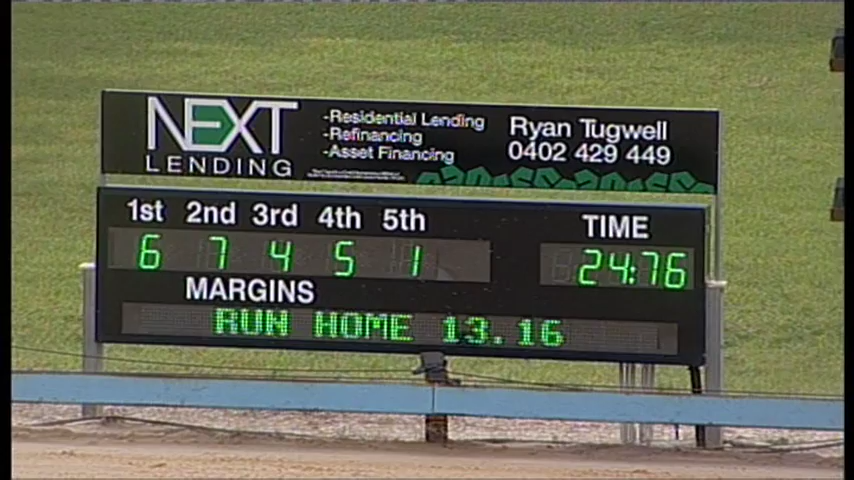 NEXT
LENDING
-Residential Lending
-Refinancing
-Asset Financing
Ryan Tugwell
0402 429 449
1st 2nd 3rd 4th 5th TIME
6 7 4 5 1 24:76
MARGINS
RUN HOME 13.16